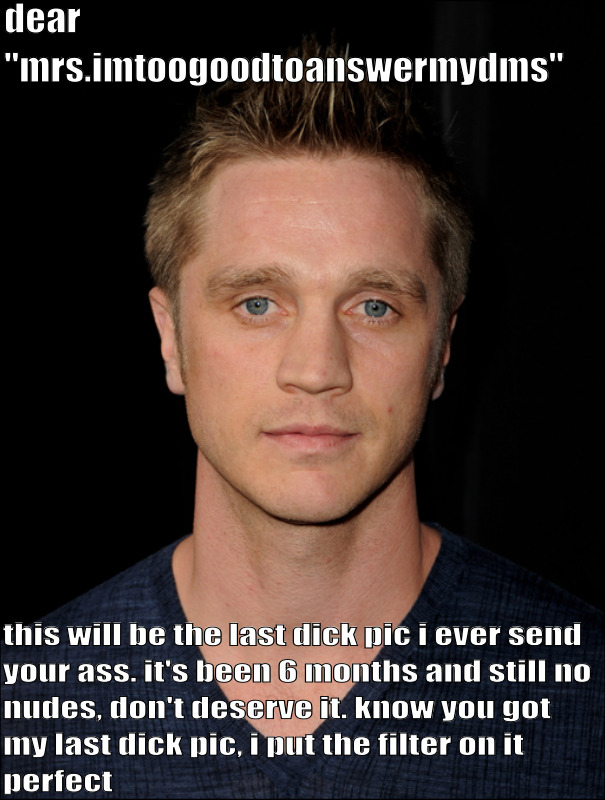 dear
"mrs.imtoogoodtoanswermydms"
this will be the last dick pic i ever send
your ass. it's been 6 months and still no
nudes, don't deserve it. know you got
my last dick pic, i put the filter on it
perfect